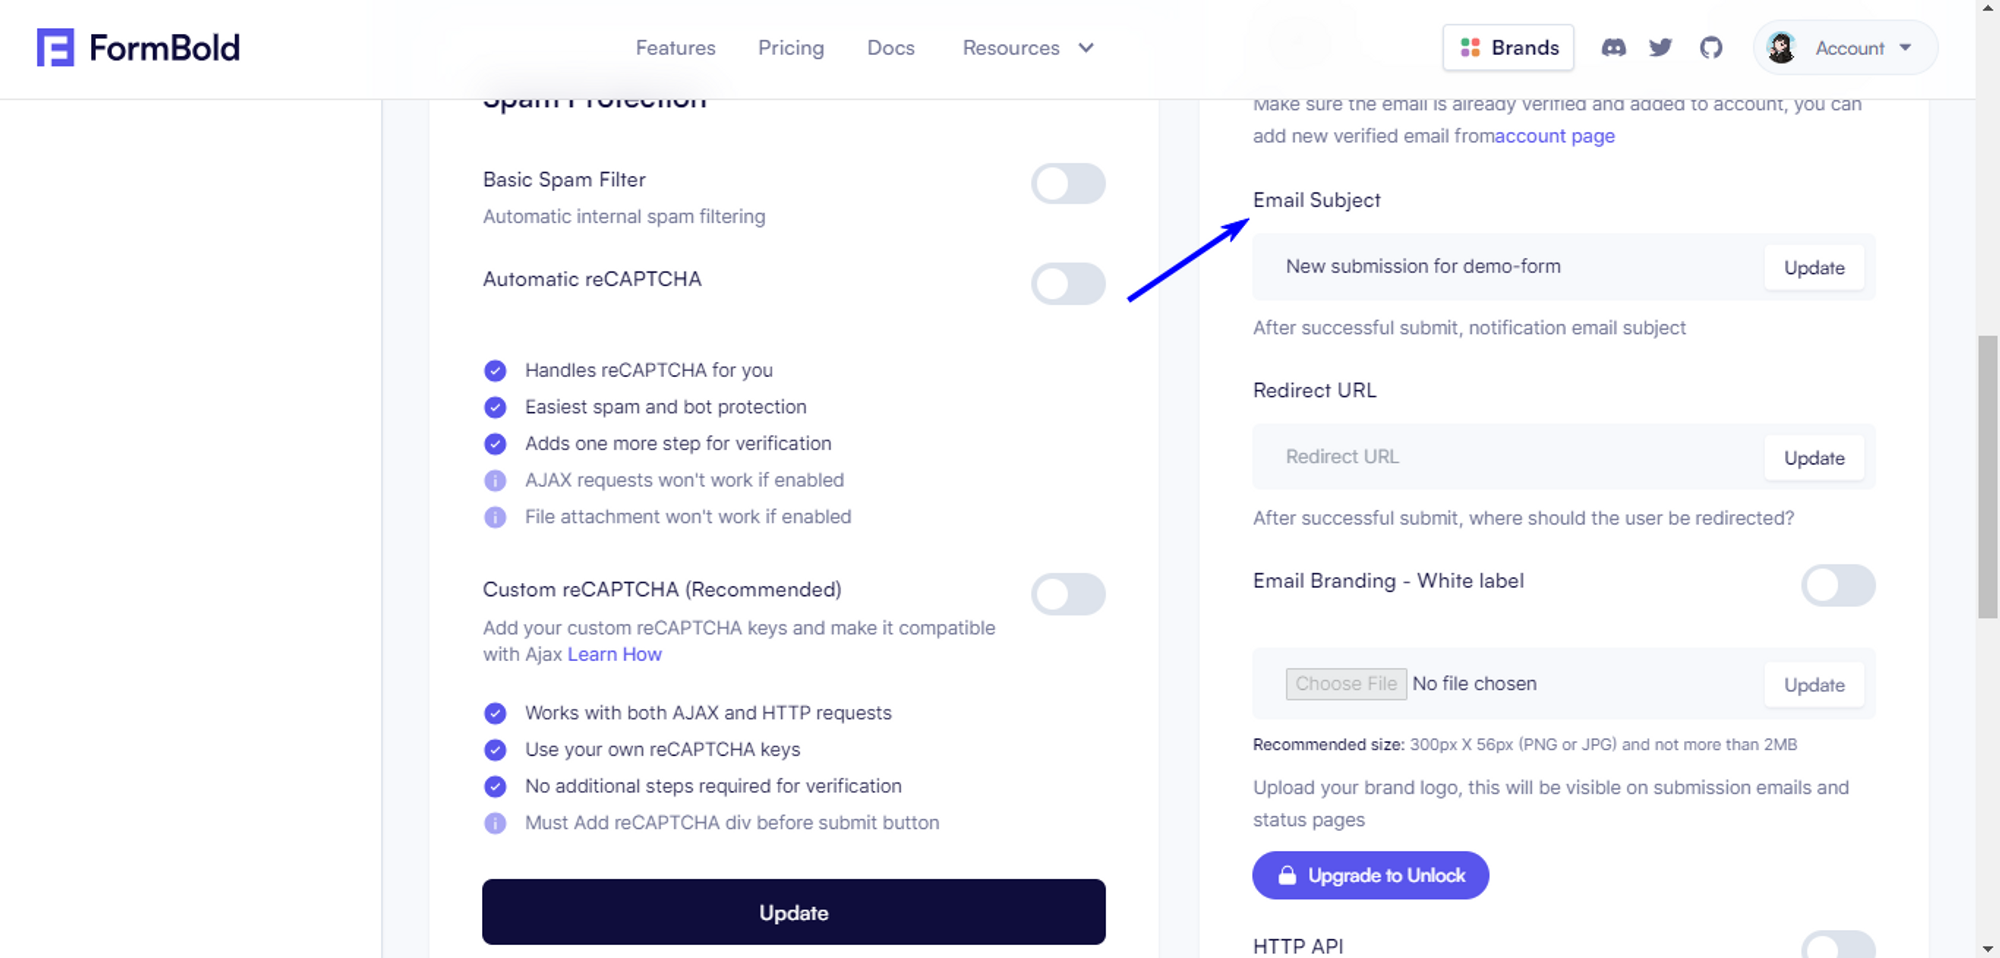 FormBold
Features
Pricing
Docs
Resources
Brands
Account
Spam Protection
Basic Spam Filter
Automatic internal spam filtering
Automatic reCAPTCHA
Handles reCAPTCHA for you
Easiest spam and bot protection
Adds one more step for verification
AJAX requests won't work if enabled
File attachment won't work if enabled
Custom reCAPTCHA (Recommended)
Add your custom reCAPTCHA keys and make it compatible
with Ajax Learn How
Works with both AJAX and HTTP requests
Use your own reCAPTCHA keys
No additional steps required for verification
Must Add reCAPTCHA div before submit button
Update
Make sure the email is already verified and added to account, you can
add new verified email fromaccount page
Email Subject
New submission for demo-form
Update
After successful submit, notification email subject
Redirect URL
Redirect URL
Update
After successful submit, where should the user be redirected?
Email Branding - White label
Choose File No file chosen
Update
Recommended size: 300px X 56px (PNG or JPG) and not more than 2MB
Upload your brand logo, this will be visible on submission emails and
status pages
Upgrade to Unlock
HTTP API